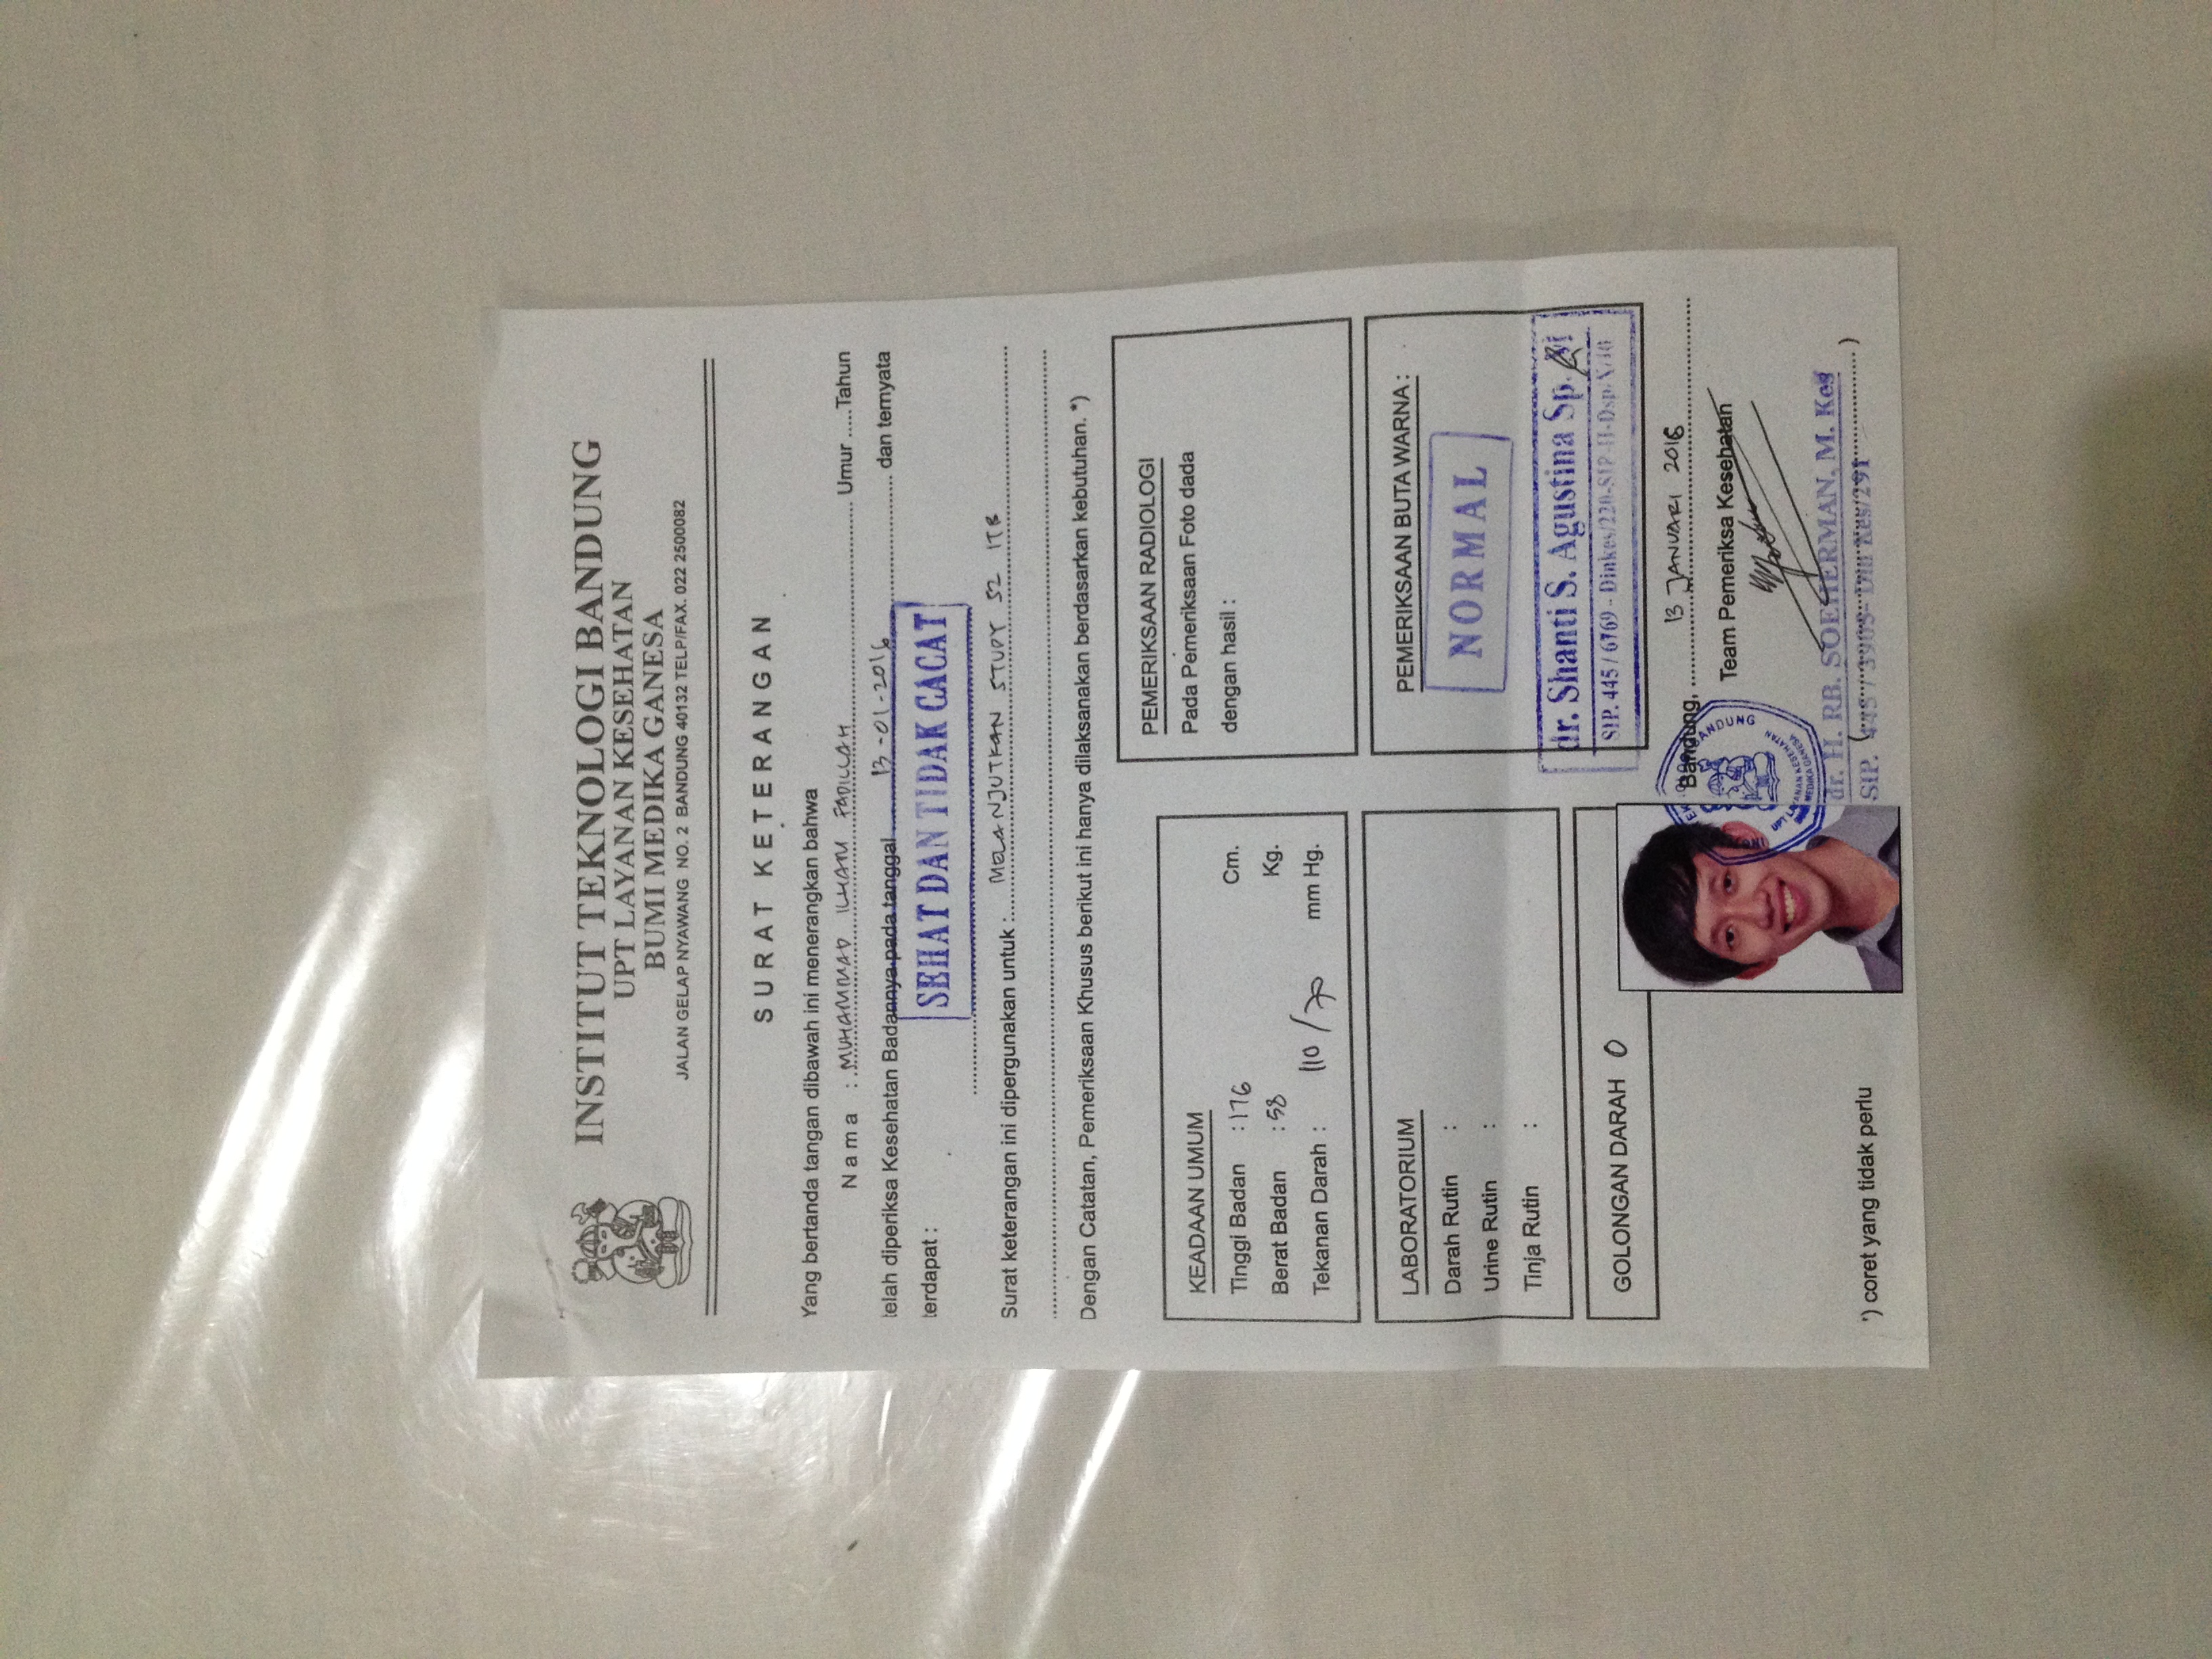 INSTITUT TEKNOLOGI BANDUNG
UPT LAYANAN KESEHATAN
BUMI MEDIKA GANESA
JALAN GELAP NYAWANG NO. 2 BANDUNG 40132 TELP/FAX. 022 2500082
SURAT KETERANGAN
Yang bertanda tangan dibawah ini menerangkan bahwa
Nama : MUHAMMAD ILHAM FADILLAH Umur ..... Tahun
telah diperiksa Kesehatan Badannya pada tanggal 13-01-2016 dan ternyata
terdapat : SEHAT DAN TIDAK CACAT
Surat keterangan ini dipergunakan untuk : MELANJUTKAN STUDY S2 ITB
Dengan Catatan, Pemeriksaan Khusus berikut ini hanya dilaksanakan berdasarkan kebutuhan. *)
KEADAAN UMUM
Tinggi Badan : 176 Cm.
Berat Badan : 58 Kg.
Tekanan Darah : 110/70 mm Hg.
PEMERIKSAAN RADIOLOGI
Pada Pemeriksaan Foto dada
dengan hasil :
LABORATORIUM
Darah Rutin :
Urine Rutin :
Tinja Rutin :
PEMERIKSAAN BUTA WARNA :
NORMAL
dr. Shanti S. Agustina Sp.
SIP. 445 / 6769 - Dinkes/220-SIP-II-Dsp/X/10
GOLONGAN DARAH O
Bandung, 13 JANUARI 2016
Team Pemeriksa Kesehatan
BANDUNG
UPT LAYANAN KESEHATAN
MEDIKA GANESA
dr. H. RB. SOEHERMAN, M. Kes
SIP. 445 / 3905- Din Kes/291
*) coret yang tidak perlu